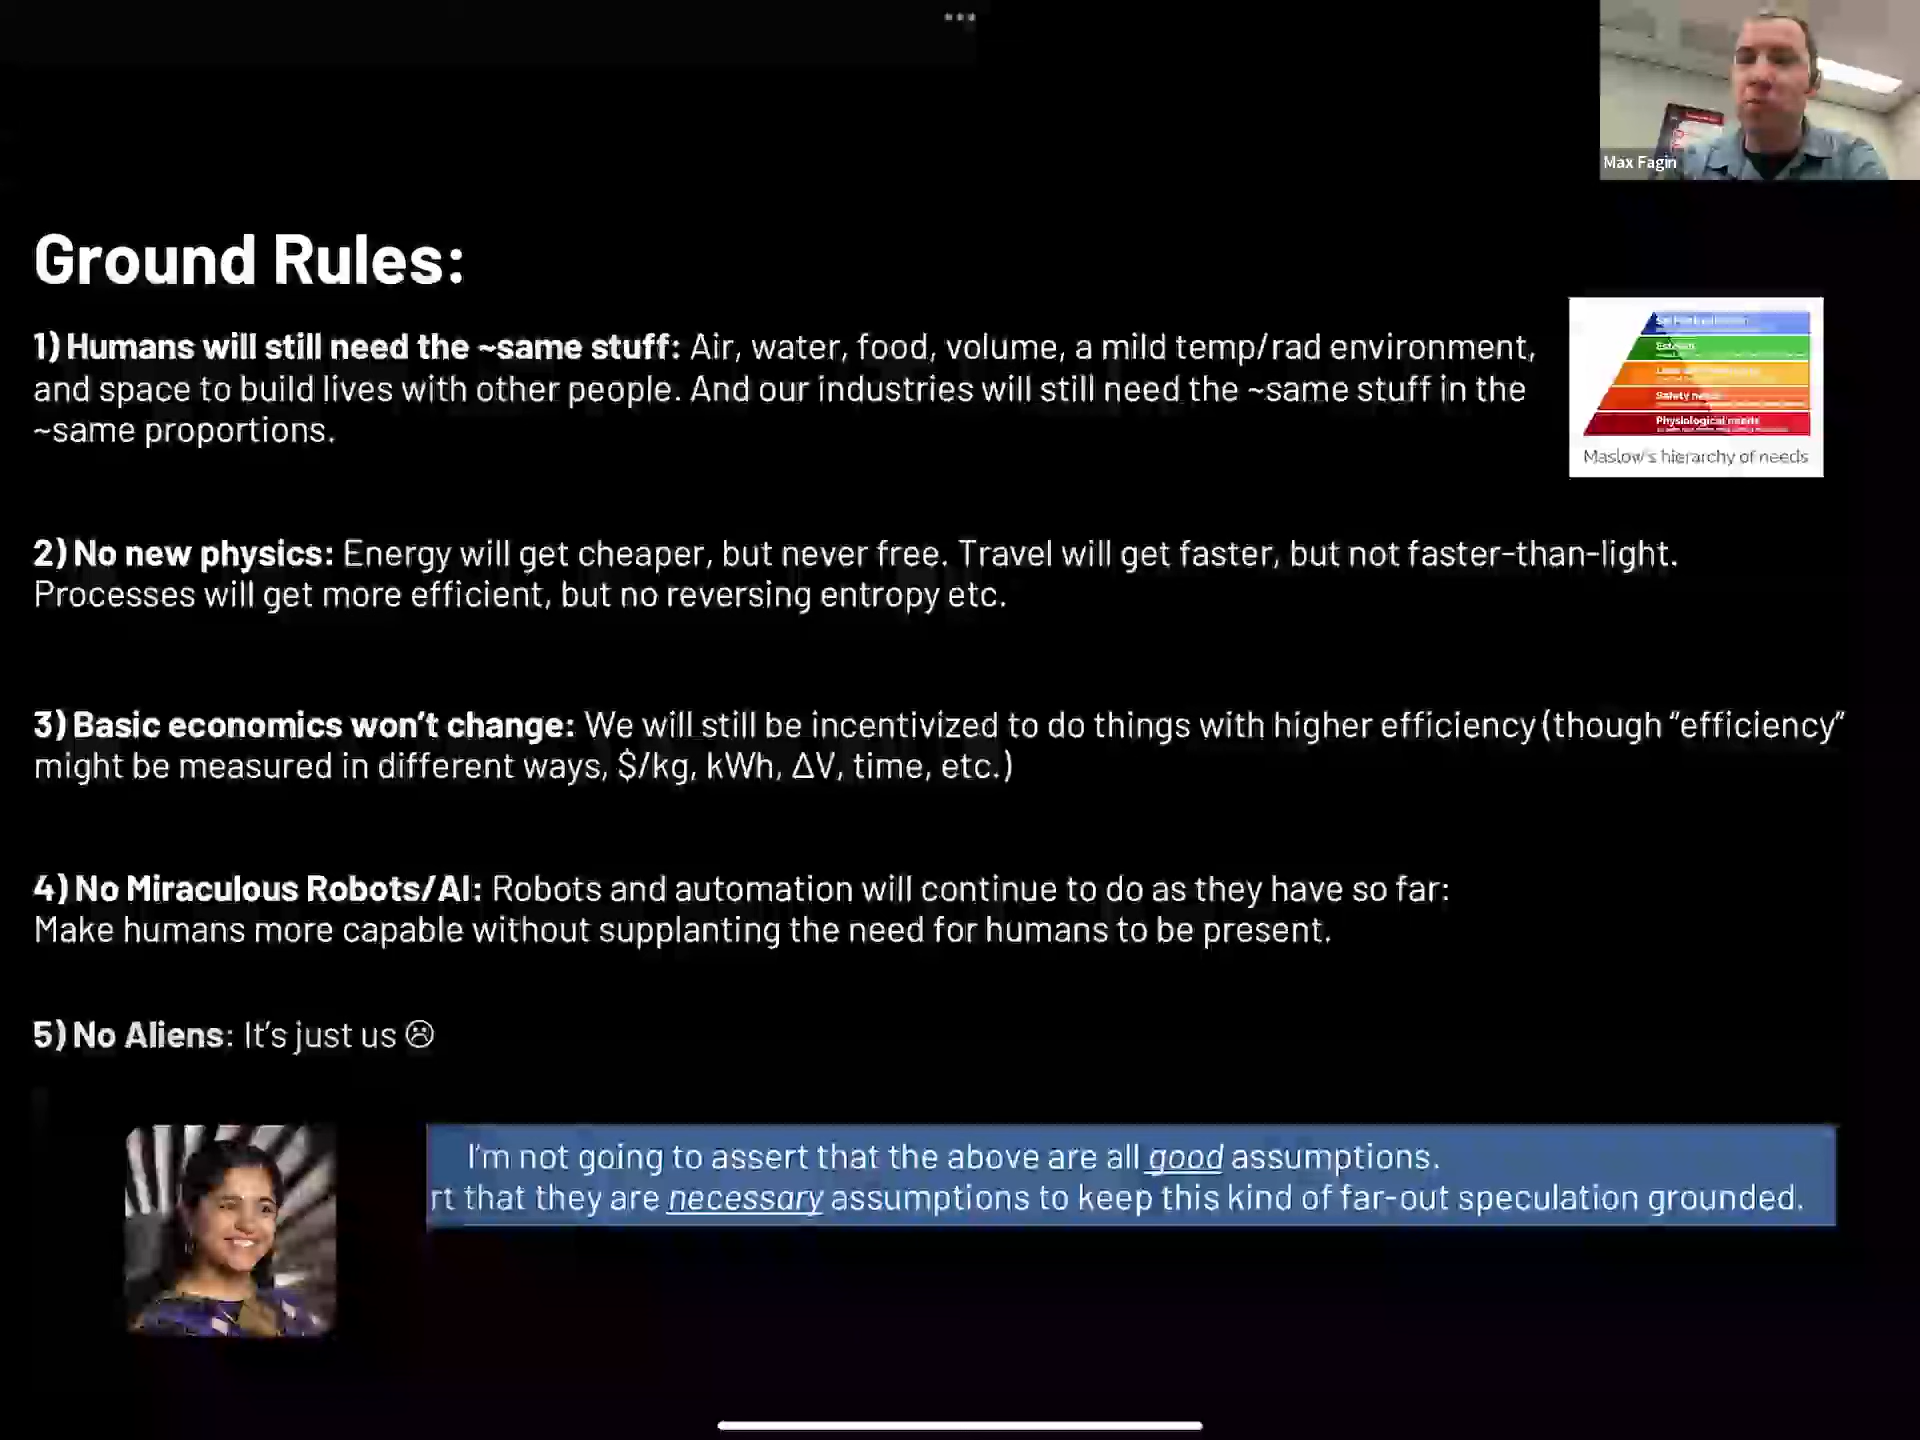 Max Fagin
Ground Rules:
1) Humans will still need the ~same stuff: Air, water, food, volume, a mild temp/rad environment,
and space to build lives with other people. And our industries will still need the ~same stuff in the
~same proportions.
Esteem
Safety needs
Physiological needs
Maslow's hierarchy of needs
2) No new physics: Energy will get cheaper, but never free. Travel will get faster, but not faster-than-light.
Processes will get more efficient, but no reversing entropy etc.
3) Basic economics won't change: We will still be incentivized to do things with higher efficiency (though "efficiency"
might be measured in different ways, $/kg, kWh, ΔV, time, etc.)
4) No Miraculous Robots/AI: Robots and automation will continue to do as they have so far:
Make humans more capable without supplanting the need for humans to be present.
5) No Aliens: It's just us ☹
I'm not going to assert that the above are all good assumptions.
rt that they are necessary assumptions to keep this kind of far-out speculation grounded.